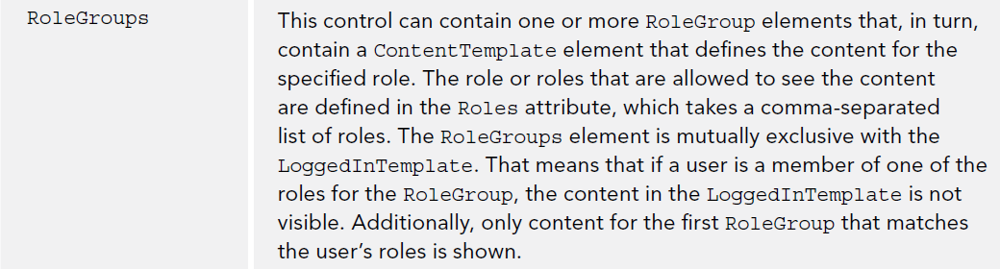 RoleGroups
This control can contain one or more RoleGroup elements that, in turn,
contain a ContentTemplate element that defines the content for the
specified role. The role or roles that are allowed to see the content
are defined in the Roles attribute, which takes a comma-separated
list of roles. The RoleGroups element is mutually exclusive with the
LoggedInTemplate. That means that if a user is a member of one of the
roles for the RoleGroup, the content in the LoggedInTemplate is not
visible. Additionally, only content for the first RoleGroup that matches
the user’s roles is shown.